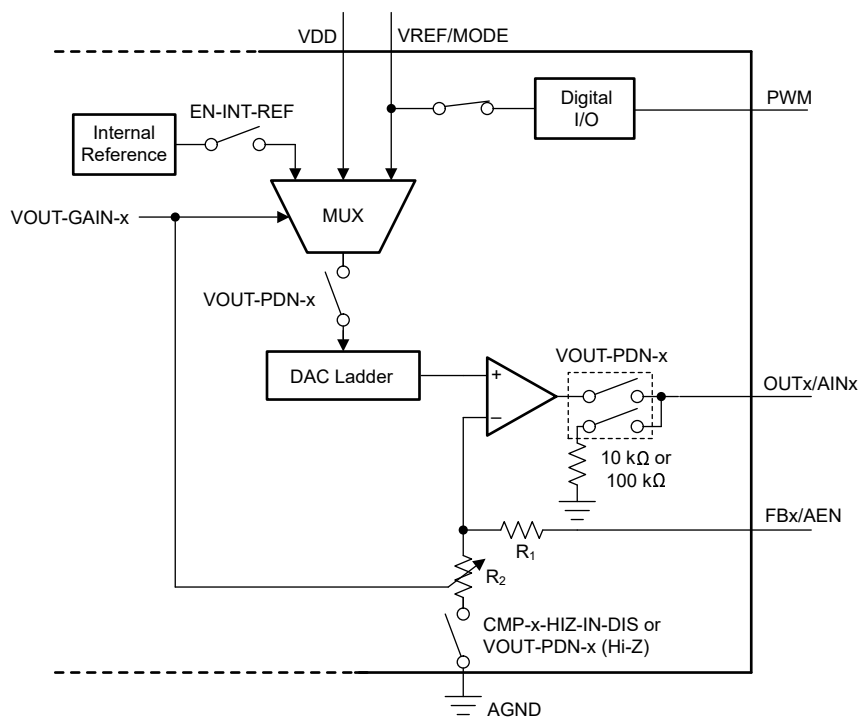 VDD
VREF/MODE
EN-INT-REF
Internal
Reference
Digital
I/O
PWM
MUX
VOUT-GAIN-x
VOUT-PDN-x
DAC Ladder
+
–
VOUT-PDN-x
OUTx/AINx
10 kΩ or
100 kΩ
FBx/AEN
R₁
R₂
CMP-x-HIZ-IN-DIS or
VOUT-PDN-x (Hi-Z)
AGND